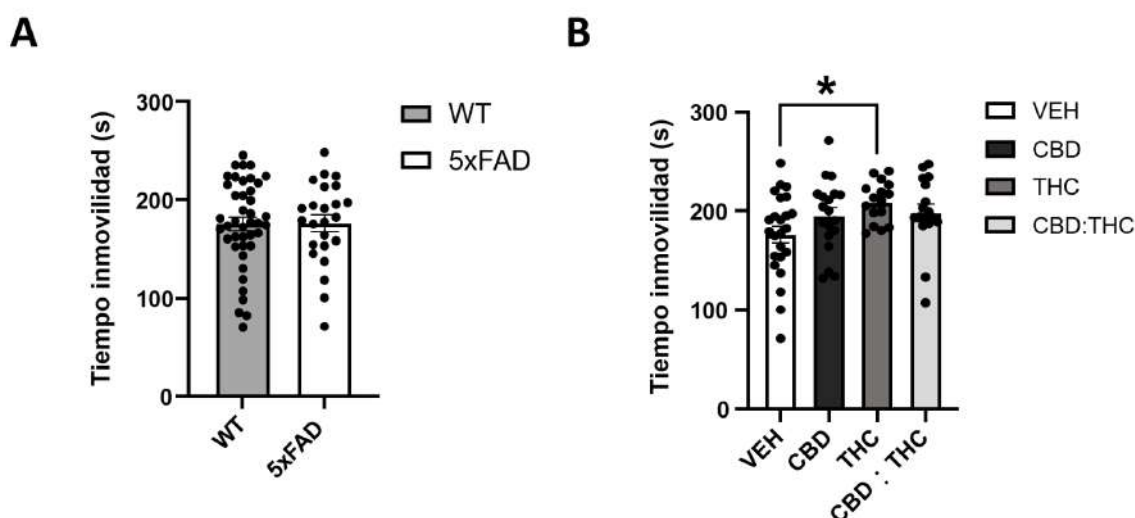 A
Tiempo inmovilidad (s)
300
200
100
0
WT
5xFAD
WT
5xFAD
B
Tiempo inmovilidad (s)
300
200
100
0
*
VEH
CBD
THC
CBD : THC
VEH
CBD
THC
CBD:THC